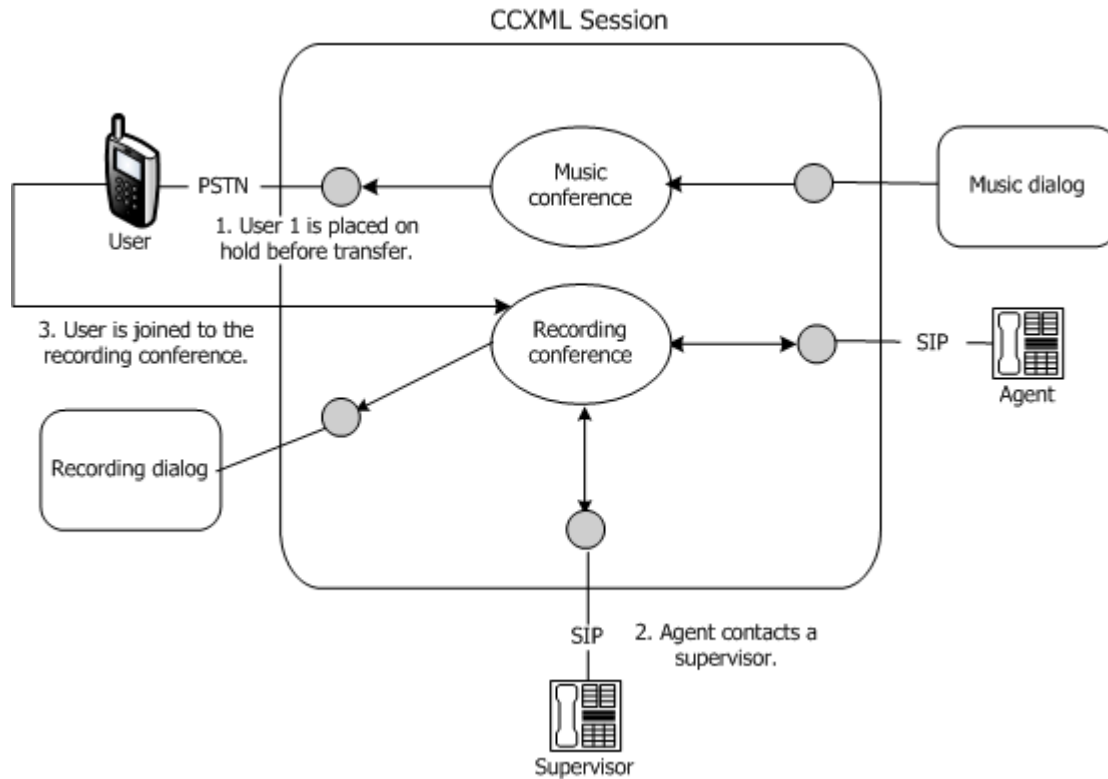 CCXML Session
PSTN
Music
conference
Music dialog
User
1. User 1 is placed on
hold before transfer.
3. User is joined to the
recording conference.
Recording
conference
SIP
Agent
Recording dialog
SIP
2. Agent contacts a
supervisor.
Supervisor